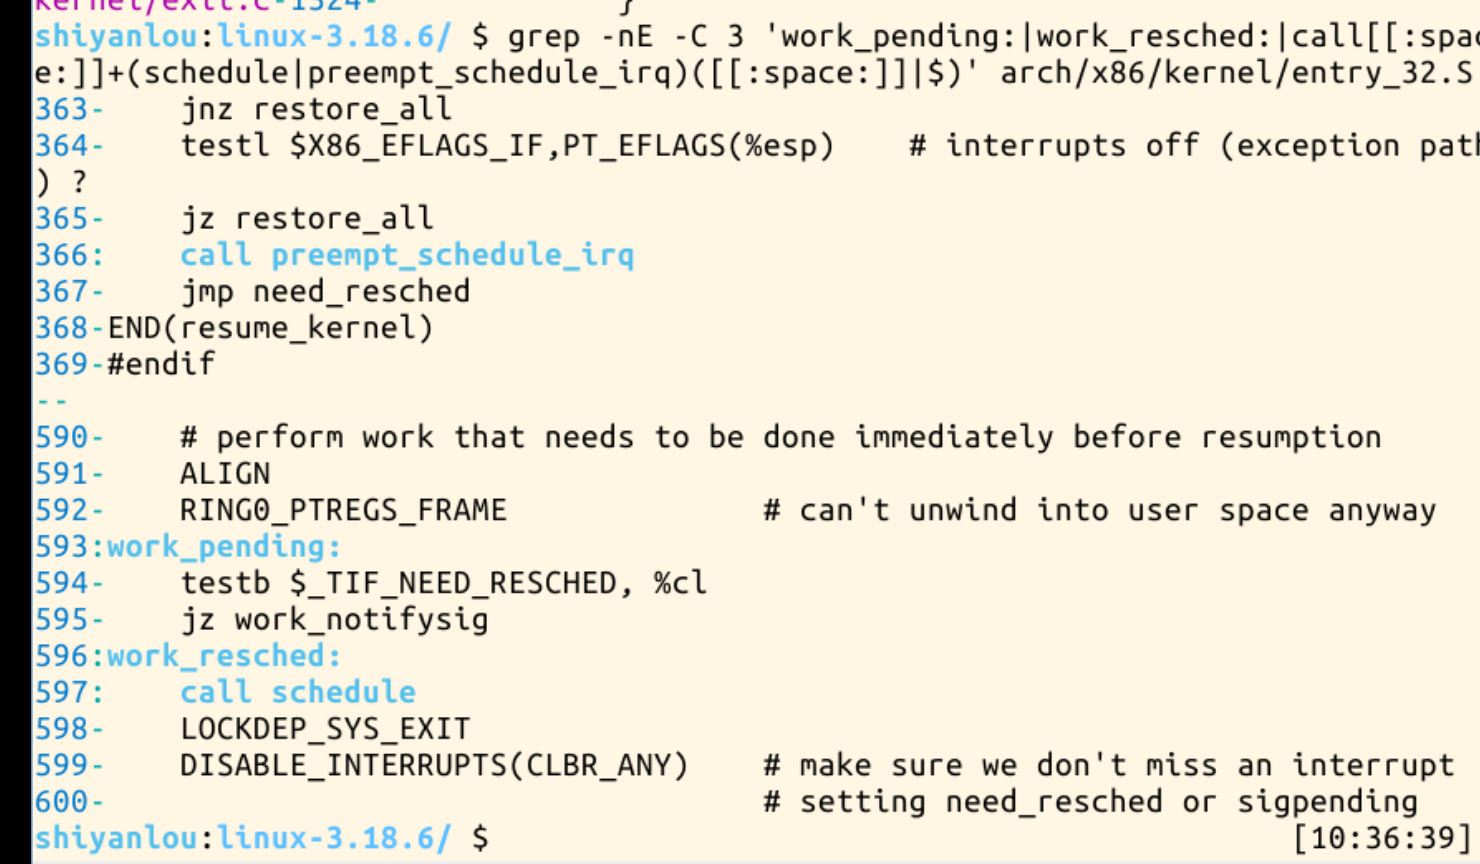 kernel/exit.c-1524-                }
shiyanlou:linux-3.18.6/ $ grep -nE -C 3 'work_pending:|work_resched:|call[[:spac
e:]]+(schedule|preempt_schedule_irq)([[:space:]]|$)' arch/x86/kernel/entry_32.S
363-    jnz restore_all
364-    testl $X86_EFLAGS_IF,PT_EFLAGS(%esp)    # interrupts off (exception path
) ?
365-    jz restore_all
366:    call preempt_schedule_irq
367-    jmp need_resched
368-END(resume_kernel)
369-#endif
--
590-    # perform work that needs to be done immediately before resumption
591-    ALIGN
592-    RING0_PTREGS_FRAME              # can't unwind into user space anyway
593:work_pending:
594-    testb $_TIF_NEED_RESCHED, %cl
595-    jz work_notifysig
596:work_resched:
597:    call schedule
598-    LOCKDEP_SYS_EXIT
599-    DISABLE_INTERRUPTS(CLBR_ANY)    # make sure we don't miss an interrupt
600-                                    # setting need_resched or sigpending
shiyanlou:linux-3.18.6/ $                                            [10:36:39]